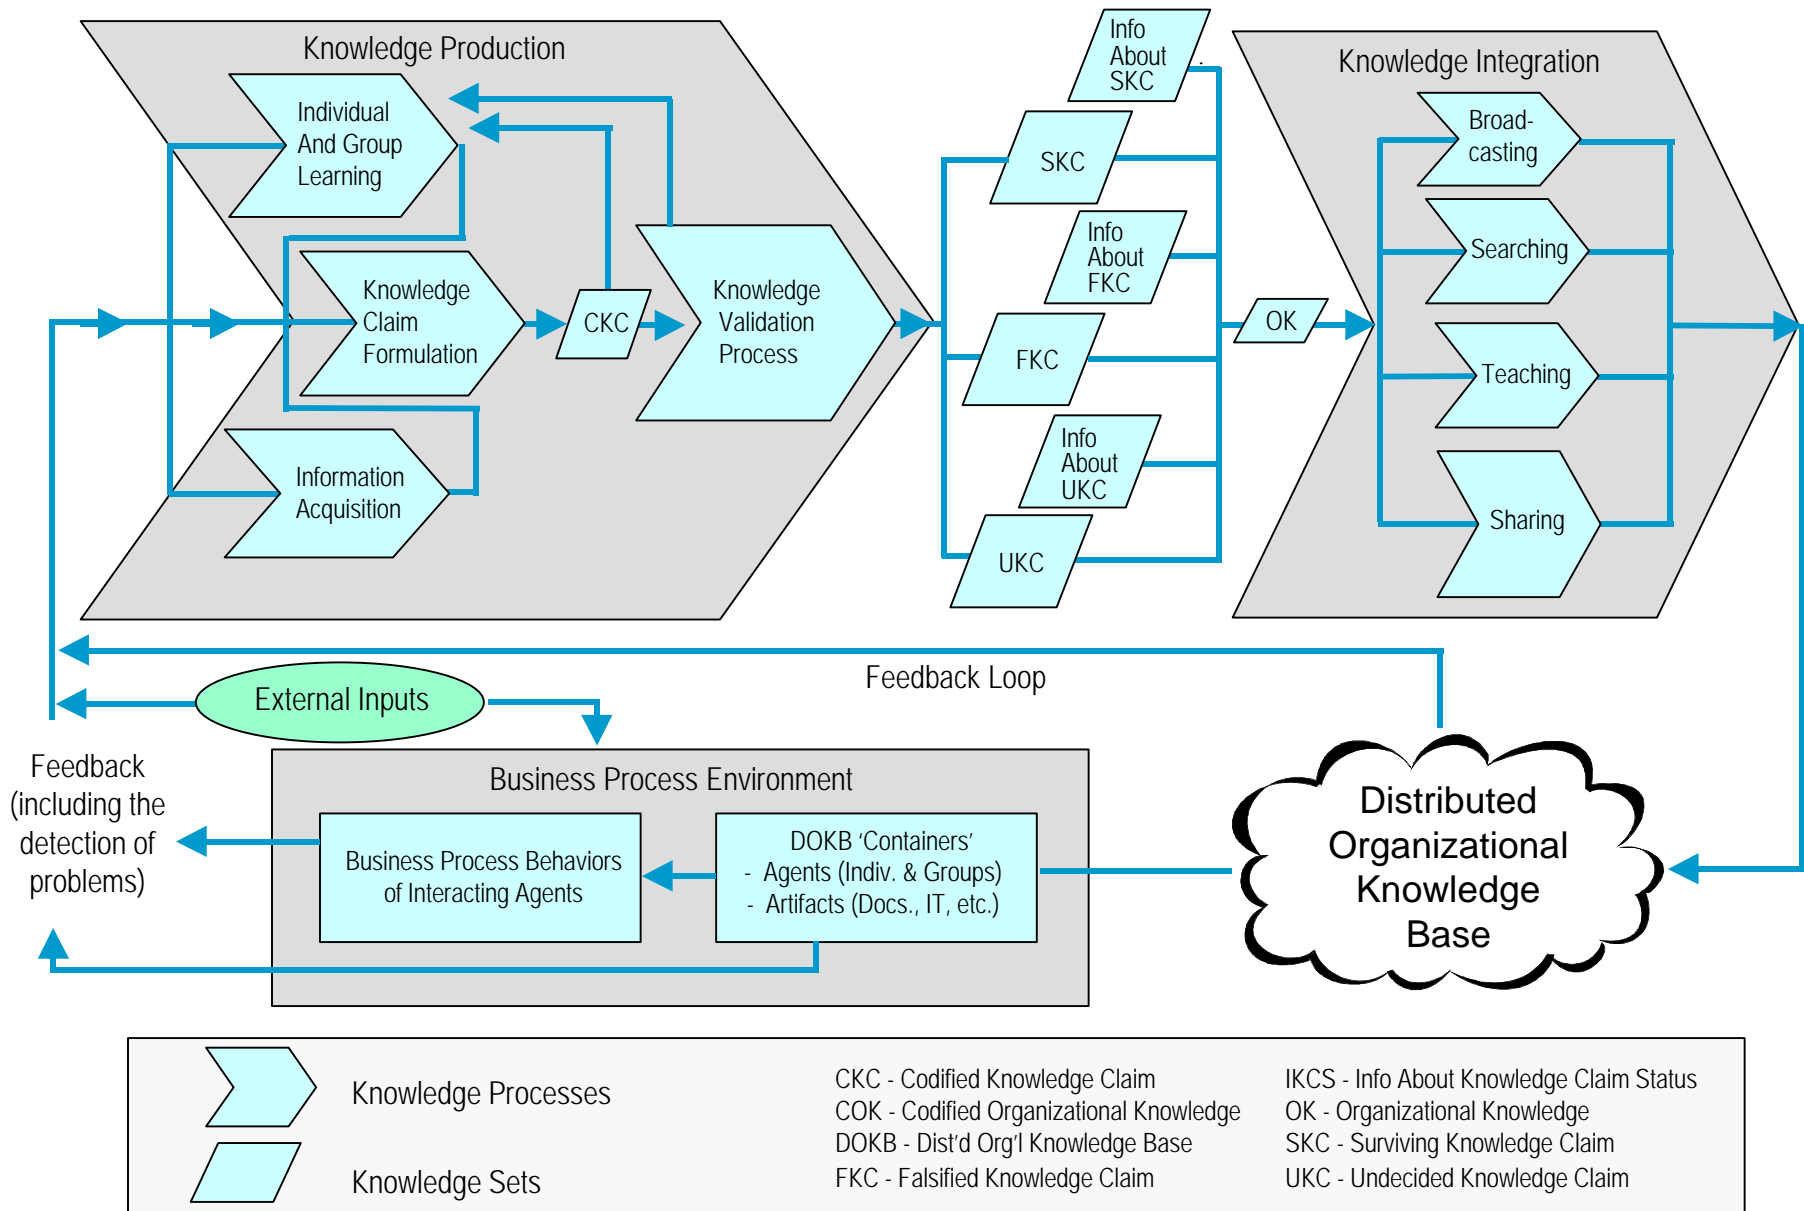 Knowledge Production
Individual
And Group
Learning
Knowledge
Claim
Formulation
Information
Acquisition
CKC
Knowledge
Validation
Process
Info
About
SKC
SKC
Info
About
FKC
FKC
Info
About
UKC
UKC
OK
Knowledge Integration
Broad-
casting
Searching
Teaching
Sharing
Feedback Loop
External Inputs
Feedback
(including the
detection of
problems)
Business Process Environment
Business Process Behaviors
of Interacting Agents
DOKB ‘Containers’
- Agents (Indiv. & Groups)
- Artifacts (Docs., IT, etc.)
Distributed
Organizational
Knowledge
Base
Knowledge Processes
Knowledge Sets
CKC - Codified Knowledge Claim
COK - Codified Organizational Knowledge
DOKB - Dist’d Org’l Knowledge Base
FKC - Falsified Knowledge Claim
IKCS - Info About Knowledge Claim Status
OK - Organizational Knowledge
SKC - Surviving Knowledge Claim
UKC - Undecided Knowledge Claim